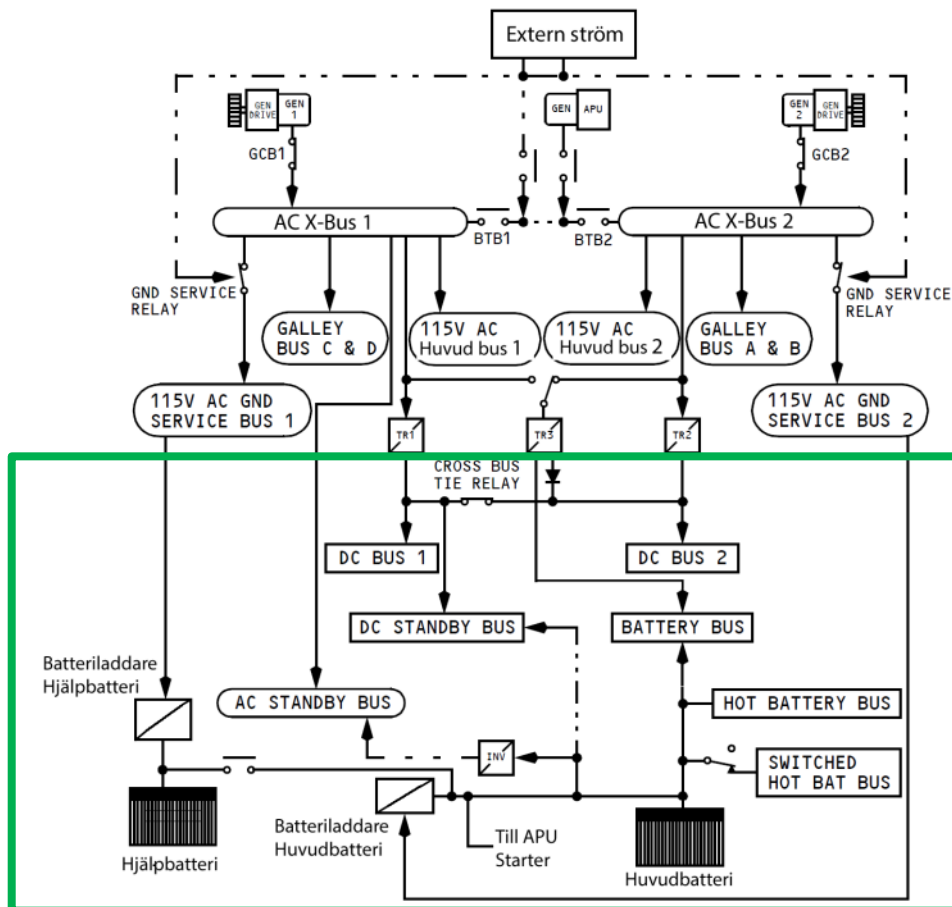 Extern ström
GEN
DRIVE
GEN
1
GEN
APU
GEN
2
GEN
DRIVE
GCB1
GCB2
AC X-Bus 1
AC X-Bus 2
BTB1
BTB2
GND SERVICE
RELAY
GND SERVICE
RELAY
GALLEY
BUS C & D
115V AC
Huvud bus 1
115V AC
Huvud bus 2
GALLEY
BUS A & B
115V AC GND
SERVICE BUS 1
115V AC GND
SERVICE BUS 2
TR1
TR3
TR2
CROSS BUS
TIE RELAY
DC BUS 1
DC BUS 2
DC STANDBY BUS
BATTERY BUS
Batteriladdare
Hjälpbatteri
AC STANDBY BUS
HOT BATTERY BUS
INV
SWITCHED
HOT BAT BUS
Batteriladdare
Huvudbatteri
Till APU
Starter
Hjälpbatteri
Huvudbatteri